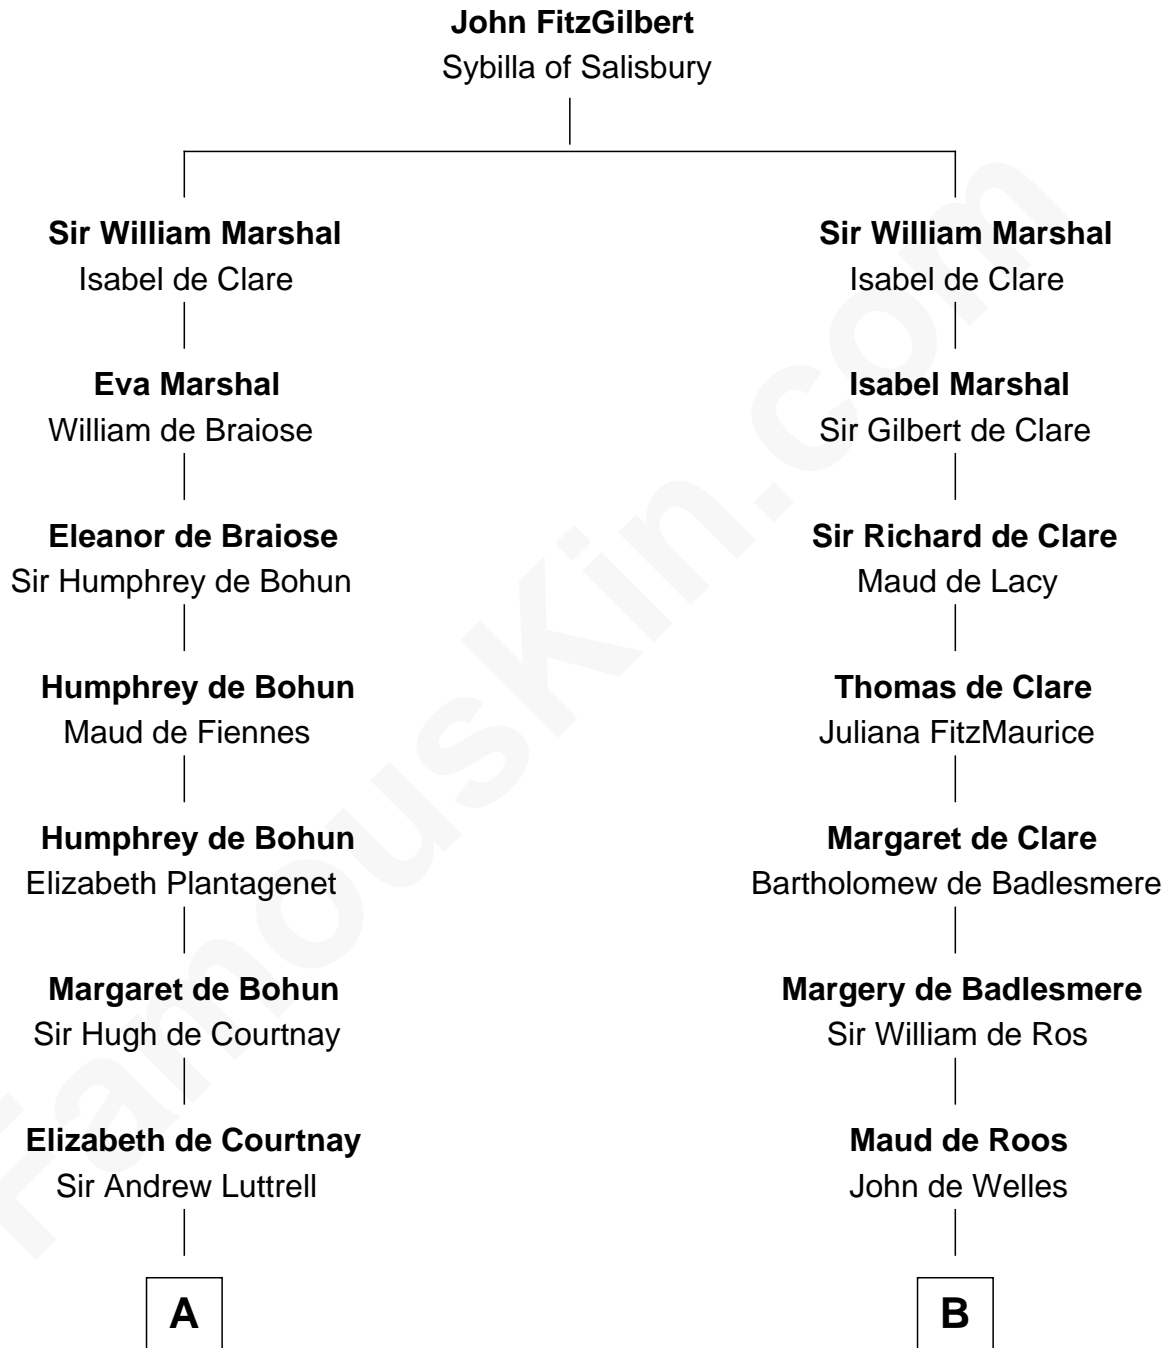 John FitzGilbert
Sybilla of Salisbury
Sir William Marshal
Isabel de Clare
Eva Marshal
William de Braiose
Eleanor de Braiose
Sir Humphrey de Bohun
Humphrey de Bohun
Maud de Fiennes
Humphrey de Bohun
Elizabeth Plantagenet
Margaret de Bohun
Sir Hugh de Courtnay
Elizabeth de Courtnay
Sir Andrew Luttrell
A
Sir William Marshal
Isabel de Clare
Isabel Marshal
Sir Gilbert de Clare
Sir Richard de Clare
Maud de Lacy
Thomas de Clare
Juliana FitzMaurice
Margaret de Clare
Bartholomew de Badlesmere
Margery de Badlesmere
Sir William de Ros
Maud de Roos
John de Welles
B
FamousKin.com